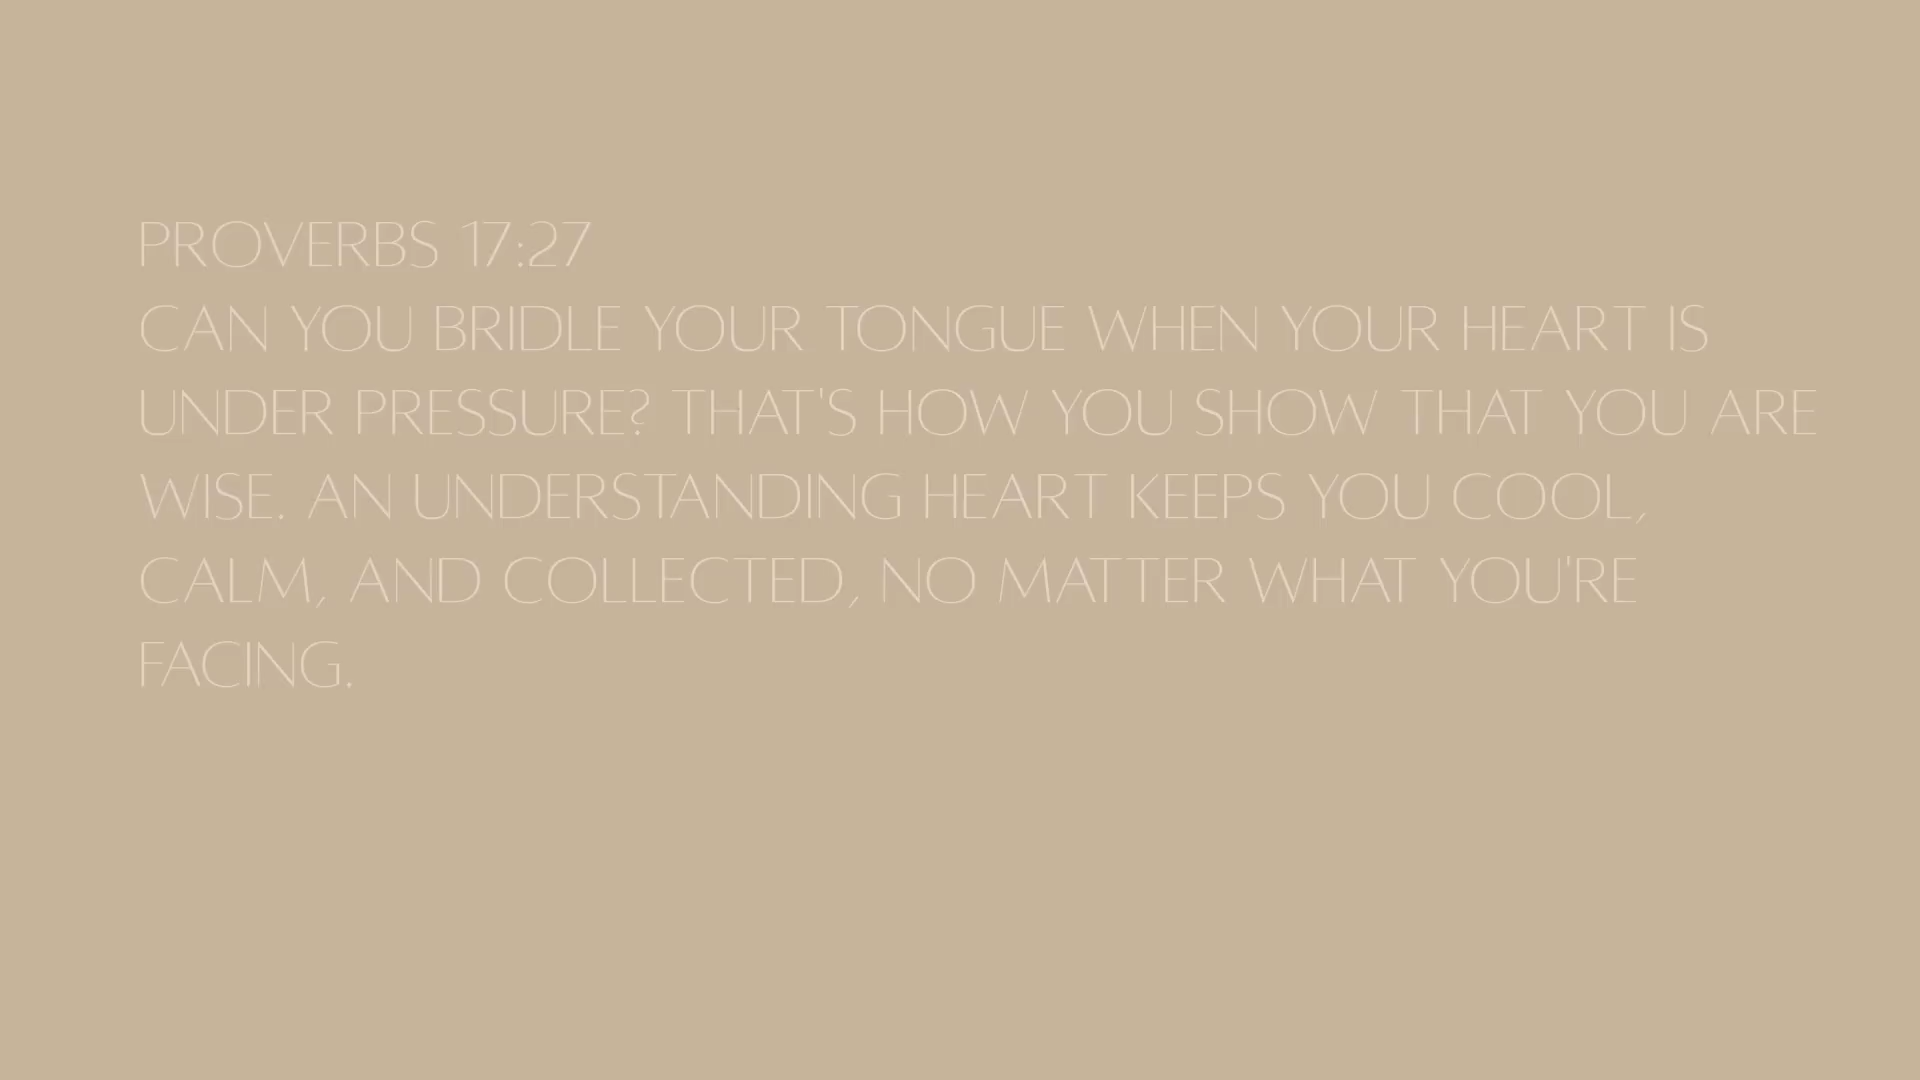 PROVERBS 17:27
CAN YOU BRIDLE YOUR TONGUE WHEN YOUR HEART IS
UNDER PRESSURE? THAT'S HOW YOU SHOW THAT YOU ARE
WISE. AN UNDERSTANDING HEART KEEPS YOU COOL,
CALM, AND COLLECTED, NO MATTER WHAT YOU'RE
FACING.